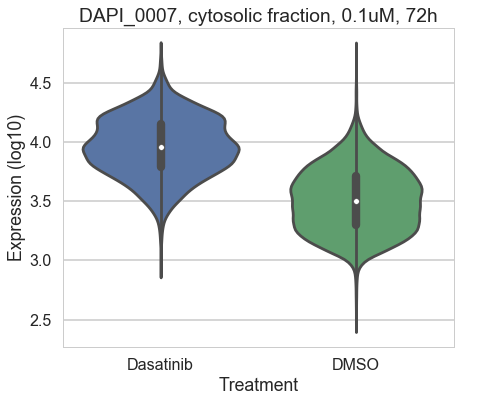 DAPI_0007, cytosolic fraction, 0.1uM, 72h
4.5
4.0
3.5
3.0
2.5
Expression (log10)
Dasatinib DMSO
Treatment